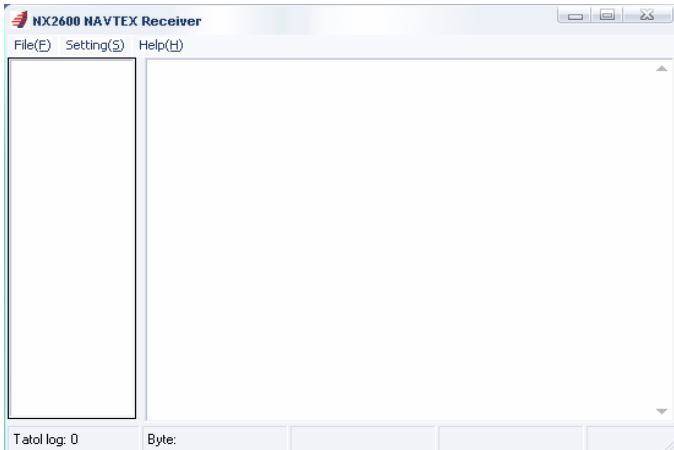 NX2600 NAVTEX Receiver
File(F) Setting(S) Help(H)
Tatol log: 0 Byte: